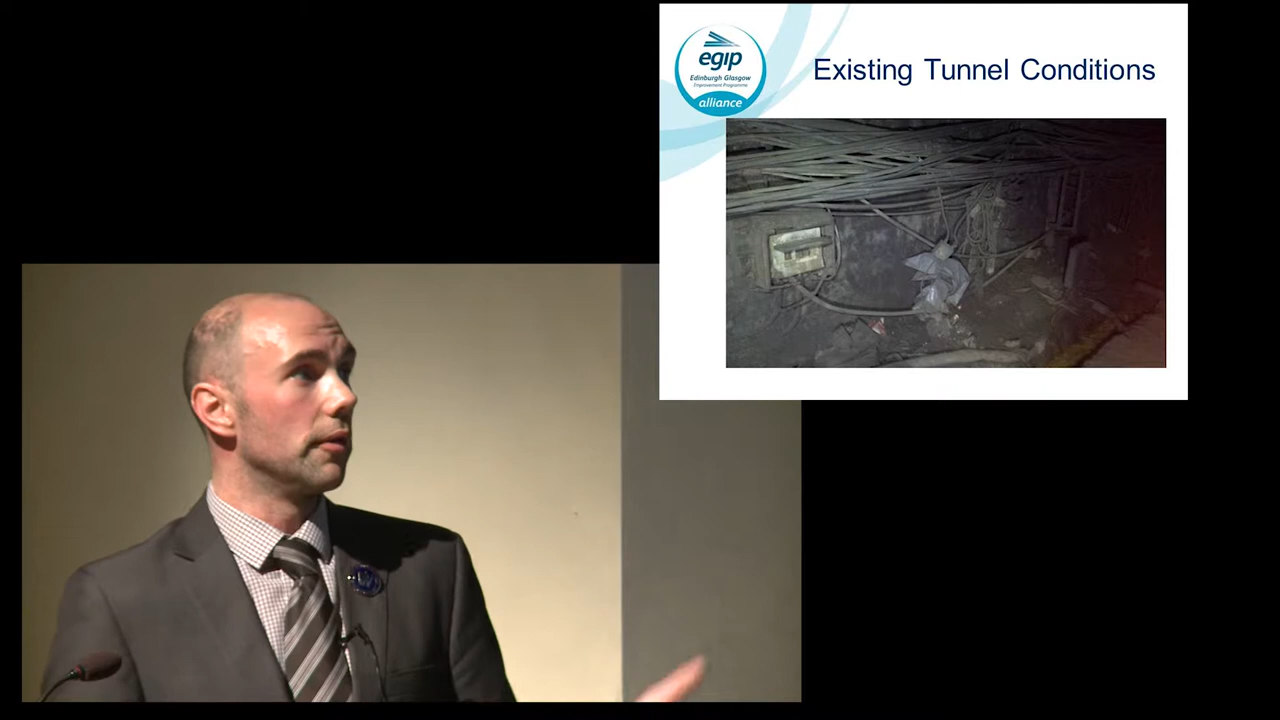 egip
Edinburgh Glasgow
Improvement Programme
alliance
Existing Tunnel Conditions